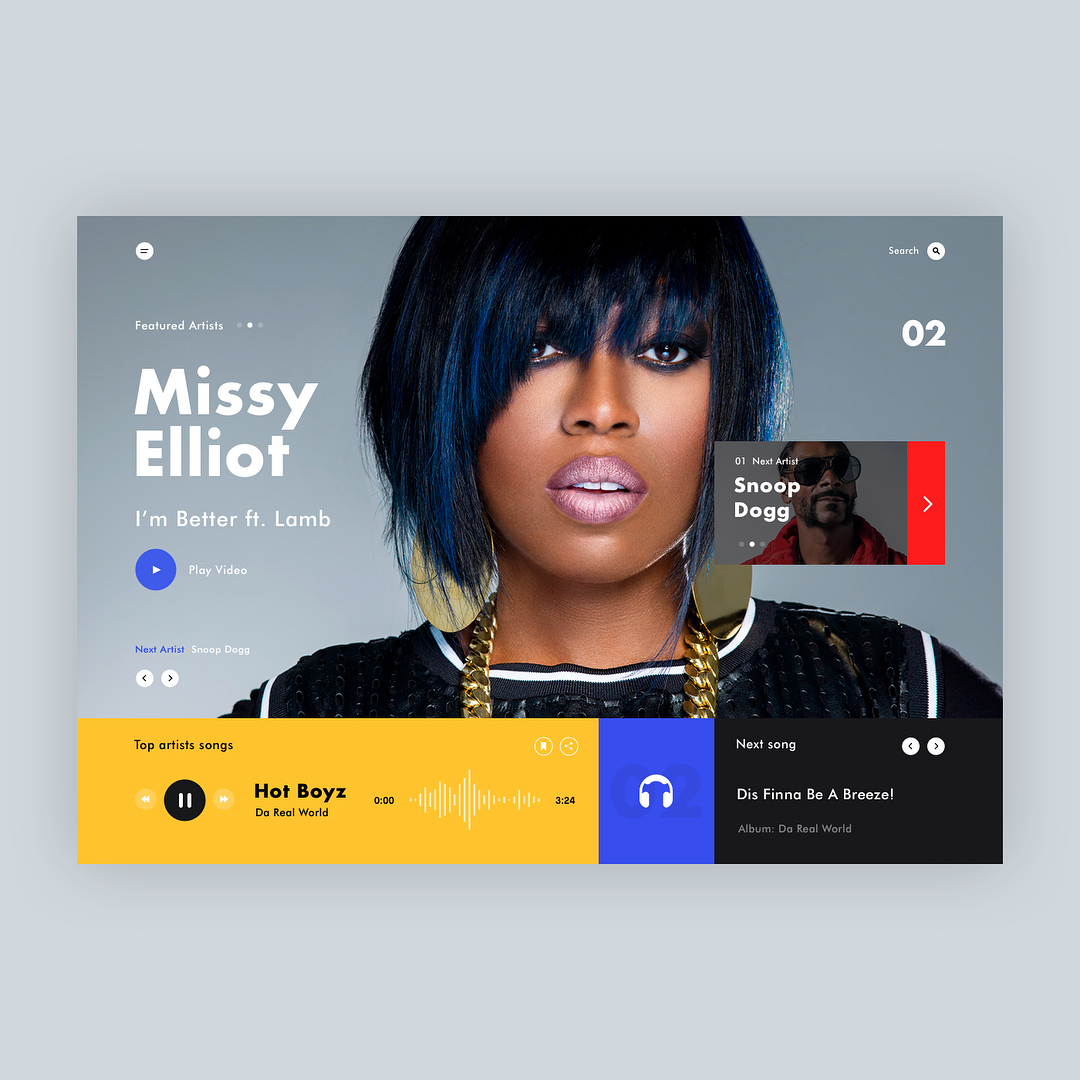 Search
Featured Artists
02
Missy
Elliot
I'm Better ft. Lamb
Play Video
01 Next Artist
Snoop
Dogg
Next Artist Snoop Dogg
Top artists songs
Hot Boyz
Da Real World
0:00
3:24
02
Next song
Dis Finna Be A Breeze!
Album: Da Real World